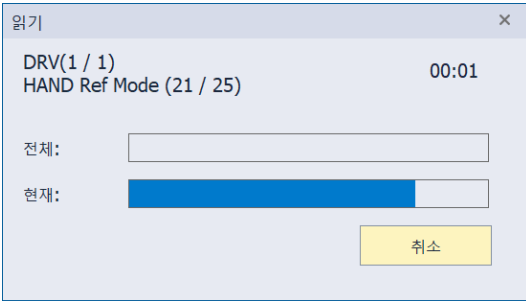 읽기
DRV(1 / 1)
HAND Ref Mode (21 / 25)
00:01
전체:
현재:
취소